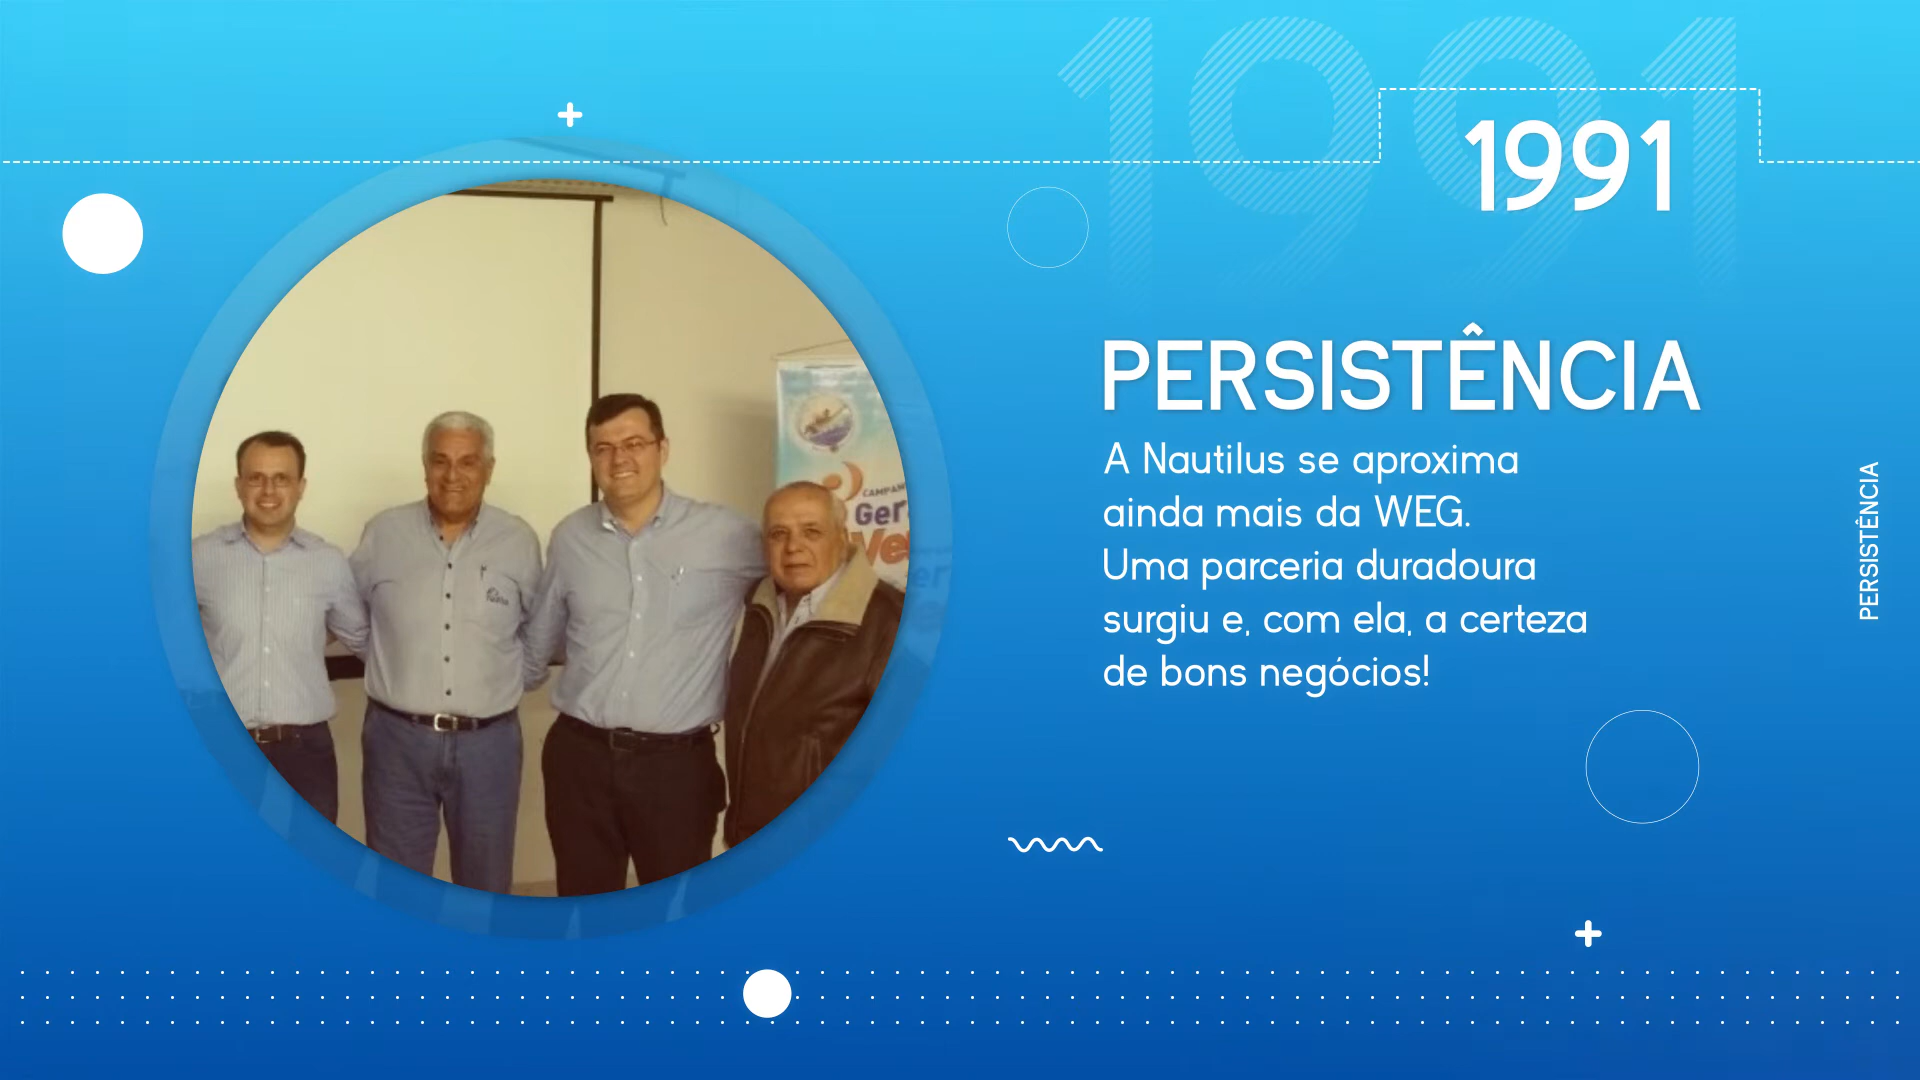 1991
1991
PERSISTÊNCIA
A Nautilus se aproxima
ainda mais da WEG.
Uma parceria duradoura
surgiu e, com ela, a certeza
de bons negócios!
PERSISTÊNCIA